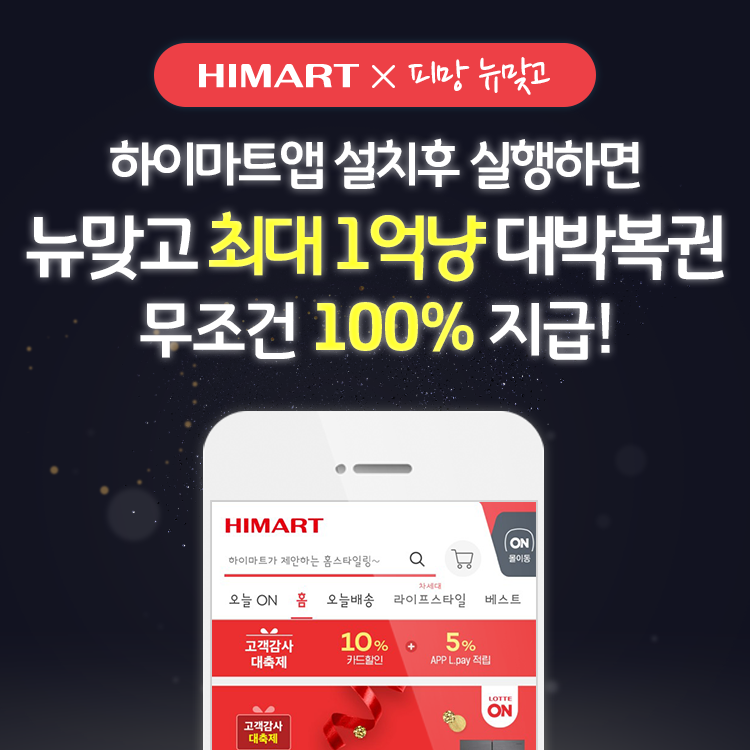 HIMART × 피망 뉴맞고
하이마트앱 설치후 실행하면
뉴맞고 최대 1억냥 대박복권
무조건 100% 지급!
HIMART
ON
몰이동
하이마트가 제안하는 홈스타일링~
차세대
오늘 ON 홈 오늘배송 라이프스타일 베스트
고객감사
대축제
10%
카드할인
+
5%
APP L.pay 적립
고객감사
대축제
LOTTE
ON